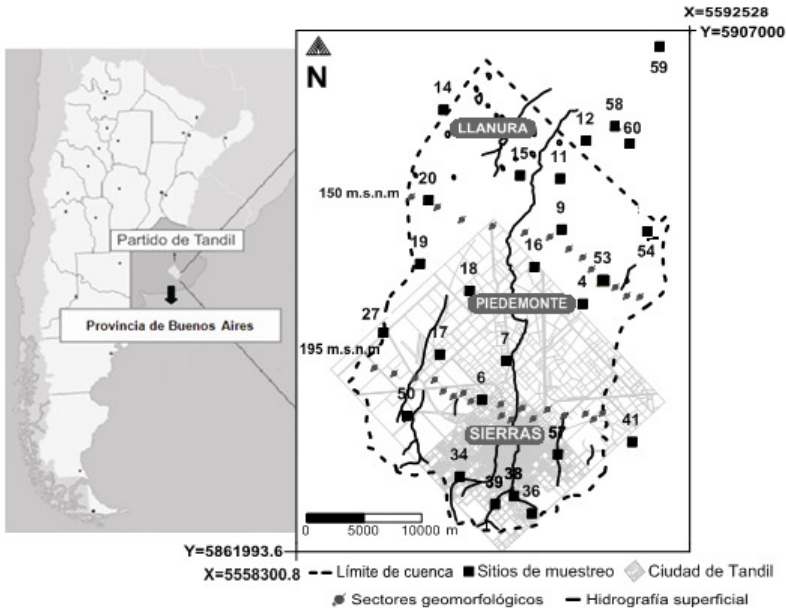 X=5592528
Y=5907000
N
59
14
LLANURA
58
12
60
15
11
20
150 m.s.n.m
9
54
19
16
53
18
4
Partido de Tandil
PIEDEMONTE
Provincia de Buenos Aires
27
195 m.s.n.m
17
7
50
6
41
SIERRAS
57
34
39
38
36
0 5000 10000 m
Y=5861993.6
X=5558300.8
Límite de cuenca
Sitios de muestreo
Ciudad de Tandil
Sectores geomorfológicos
Hidrografía superficial